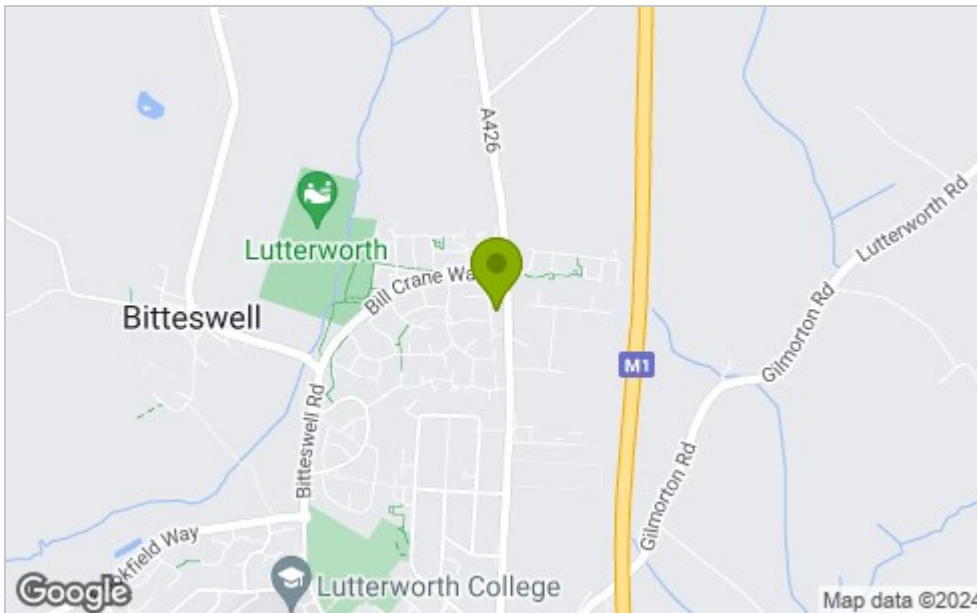 A426
Lutterworth Rd
Lutterworth
Bill Crane Wa
Bitteswell
Gilmorton Rd
M1
Bitteswell Rd
Gilmorton Rd
kfield Way
Lutterworth College
Google
Map data ©2024